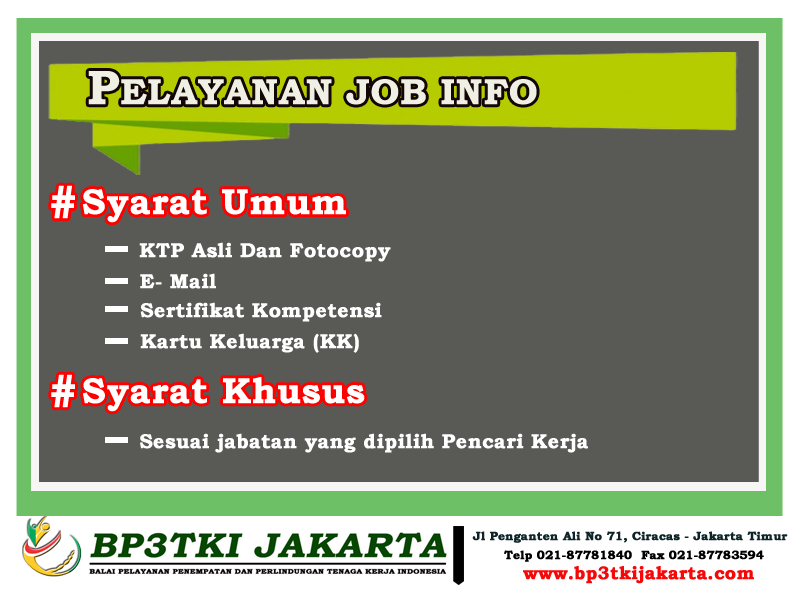 PELAYANAN JOB INFO
#Syarat Umum
KTP Asli Dan Fotocopy
E- Mail
Sertifikat Kompetensi
Kartu Keluarga (KK)
#Syarat Khusus
Sesuai jabatan yang dipilih Pencari Kerja
BP3TKI JAKARTA
BALAI PELAYANAN PENEMPATAN DAN PERLINDUNGAN TENAGA KERJA INDONESIA
Jl Penganten Ali No 71, Ciracas - Jakarta Timur
Telp 021-87781840 Fax 021-87783594
www.bp3tkijakarta.com